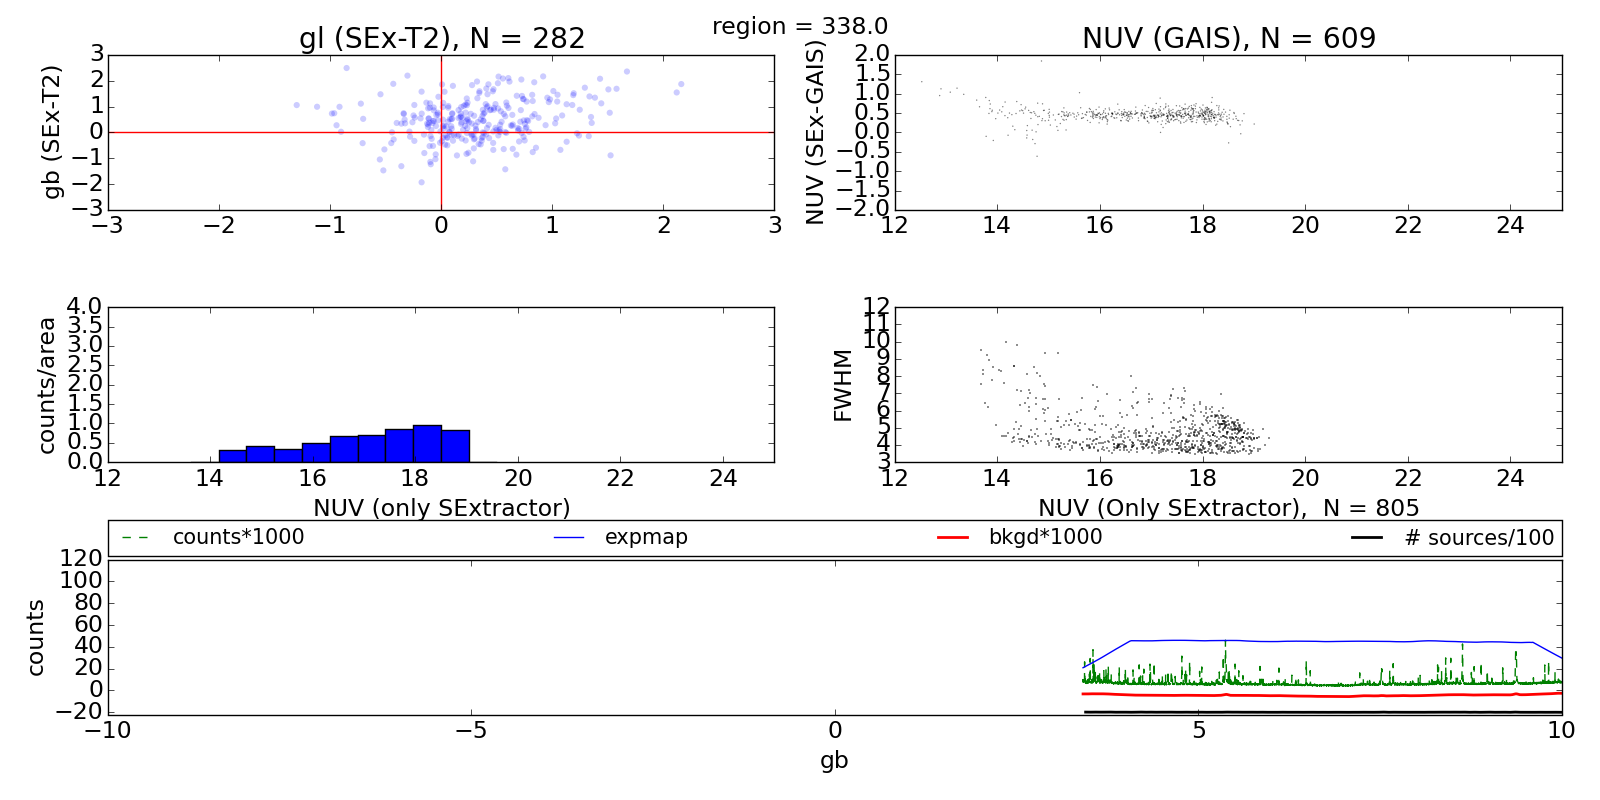 region = 338.0
gl (SEx-T2), N = 282
gb (SEx-T2)
3
2
1
0
−1
−2
−3
−3 −2 −1 0 1 2 3
NUV (GAIS), N = 609
NUV (SEx-GAIS)
2.0
1.5
1.0
0.5
0.0
−0.5
−1.0
−1.5
−2.0
12 14 16 18 20 22 24
counts/area
4.0
3.5
3.0
2.5
2.0
1.5
1.0
0.5
0.0
12 14 16 18 20 22 24
NUV (only SExtractor)
FWHM
12
11
10
9
8
7
6
5
4
3
12 14 16 18 20 22 24
NUV (Only SExtractor), N = 805
counts*1000 expmap bkgd*1000 # sources/100
counts
120
100
80
60
40
20
0
−20
−10 −5 0 5 10
gb